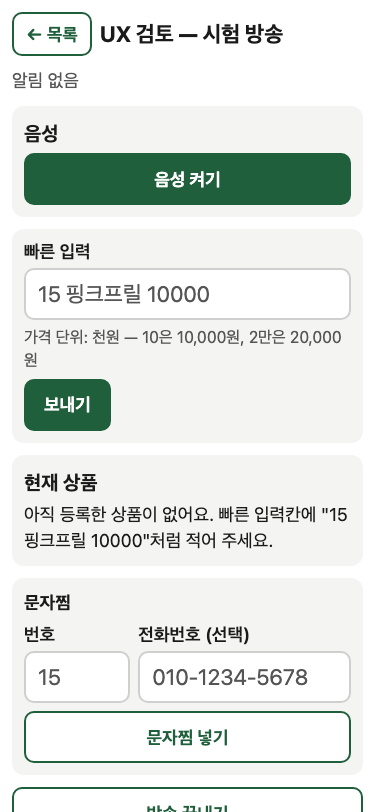 ← 목록 UX 검토 — 시험 방송
알림 없음
음성
음성 켜기
빠른 입력
15 핑크프릴 10000
가격 단위: 천원 — 10은 10,000원, 2만은 20,000
원
보내기
현재 상품
아직 등록한 상품이 없어요. 빠른 입력칸에 "15
핑크프릴 10000"처럼 적어 주세요.
문자찜
번호 전화번호 (선택)
15 010-1234-5678
문자찜 넣기
방송 끝내기